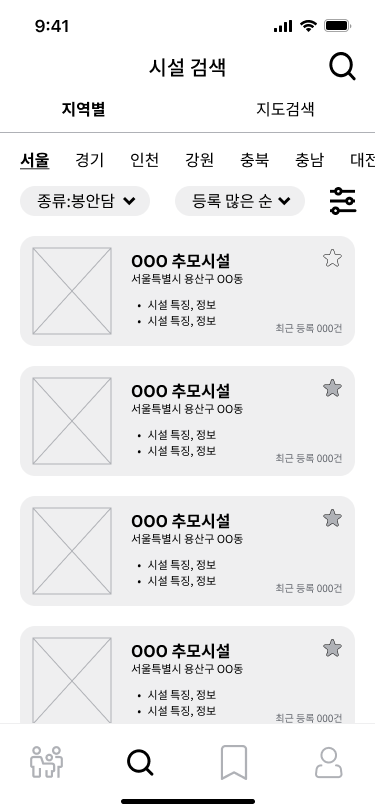 9:41
시설 검색
지역별 지도검색
서울 경기 인천 강원 충북 충남 대전
종류:봉안담 등록 많은 순
OOO 추모시설
서울특별시 용산구 OO동
• 시설 특징, 정보
• 시설 특징, 정보
최근 등록 000건
OOO 추모시설
서울특별시 용산구 OO동
• 시설 특징, 정보
• 시설 특징, 정보
최근 등록 000건
OOO 추모시설
서울특별시 용산구 OO동
• 시설 특징, 정보
• 시설 특징, 정보
최근 등록 000건
OOO 추모시설
서울특별시 용산구 OO동
• 시설 특징, 정보
• 시설 특징, 정보
최근 등록 000건